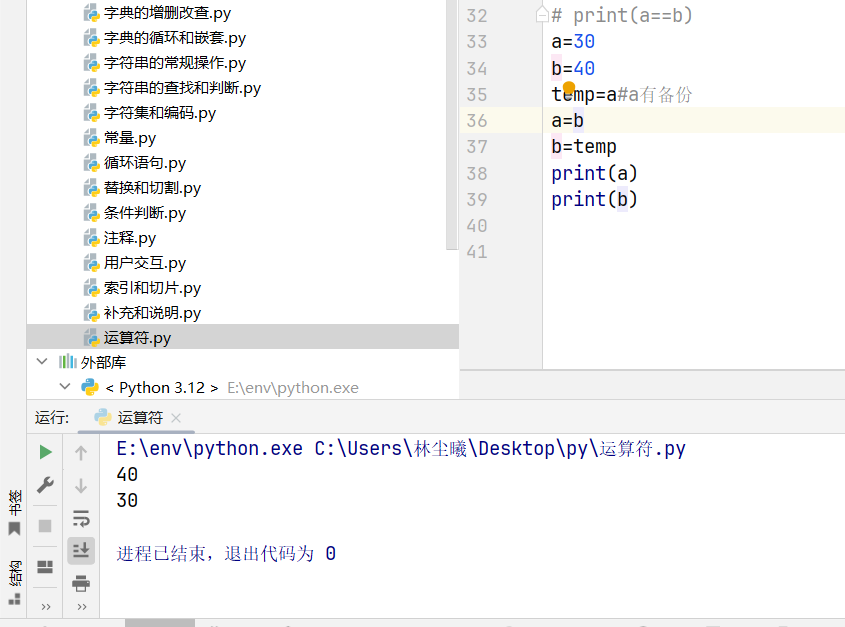 字典的增删改查.py
字典的循环和嵌套.py
字符串的常规操作.py
字符串的查找和判断.py
字符集和编码.py
常量.py
循环语句.py
替换和切割.py
条件判断.py
注释.py
用户交互.py
索引和切片.py
补充和说明.py
运算符.py
外部库
< Python 3.12 > E:\env\python.exe
32 # print(a==b)
33 a=30
34 b=40
35 temp=a#a有备份
36 a=b
37 b=temp
38 print(a)
39 print(b)
40
41
运行: 运算符
E:\env\python.exe C:\Users\林尘曦\Desktop\py\运算符.py
40
30
进程已结束，退出代码为 0
书签
结构